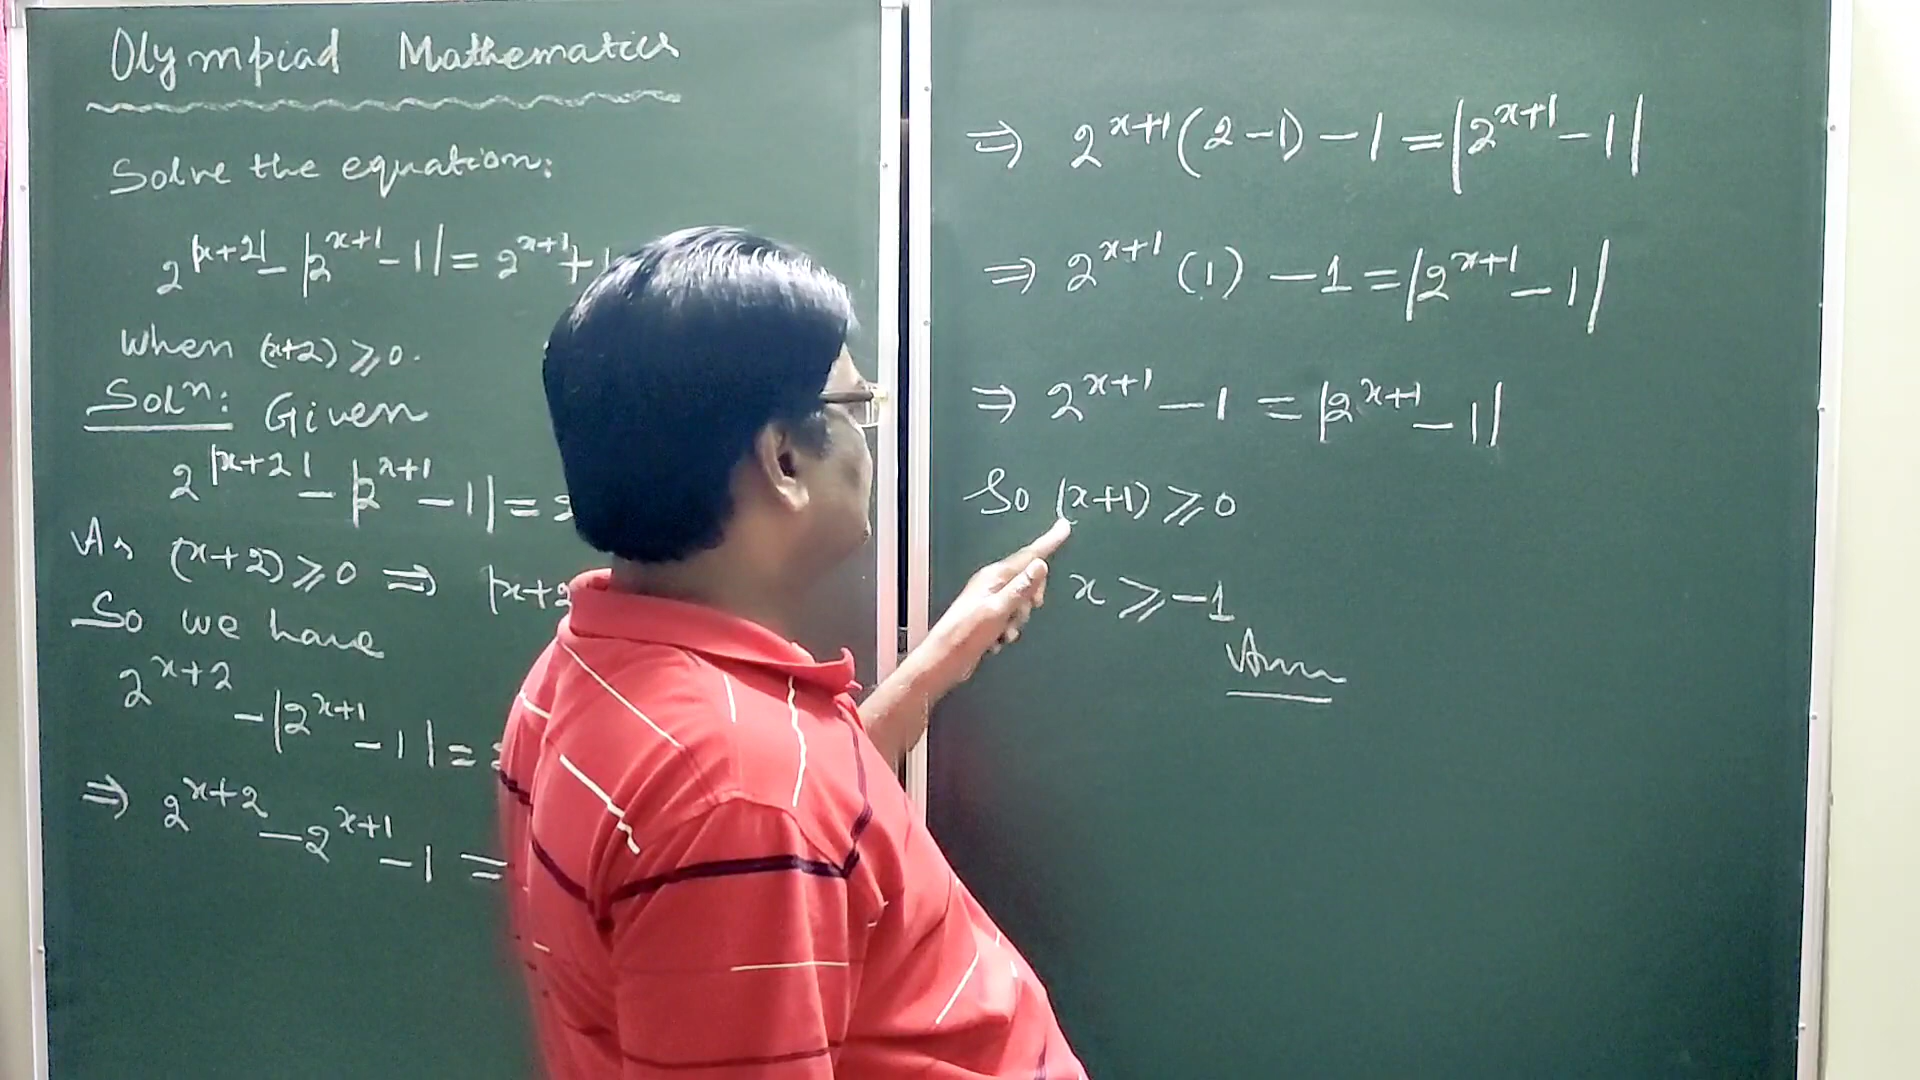 Olympiad Mathematics
Solve the equation:
2^|x+2| - |2^{x+1} - 1| = 2^{x+1} + 1
When (x+2) ⩾ 0.
Solⁿ: Given
2^|x+2| - |2^{x+1} - 1| =
As (x+2) ⩾ 0 ⇒ |x+2
So we have
2^{x+2} - |2^{x+1} - 1| =
⇒ 2^{x+2} - 2^{x+1} - 1 =
⇒ 2^{x+1} (2-1) - 1 = |2^{x+1} - 1|
⇒ 2^{x+1} (1) - 1 = |2^{x+1} - 1|
⇒ 2^{x+1} - 1 = |2^{x+1} - 1|
So (x+1) ⩾ 0
x ⩾ -1
Ans